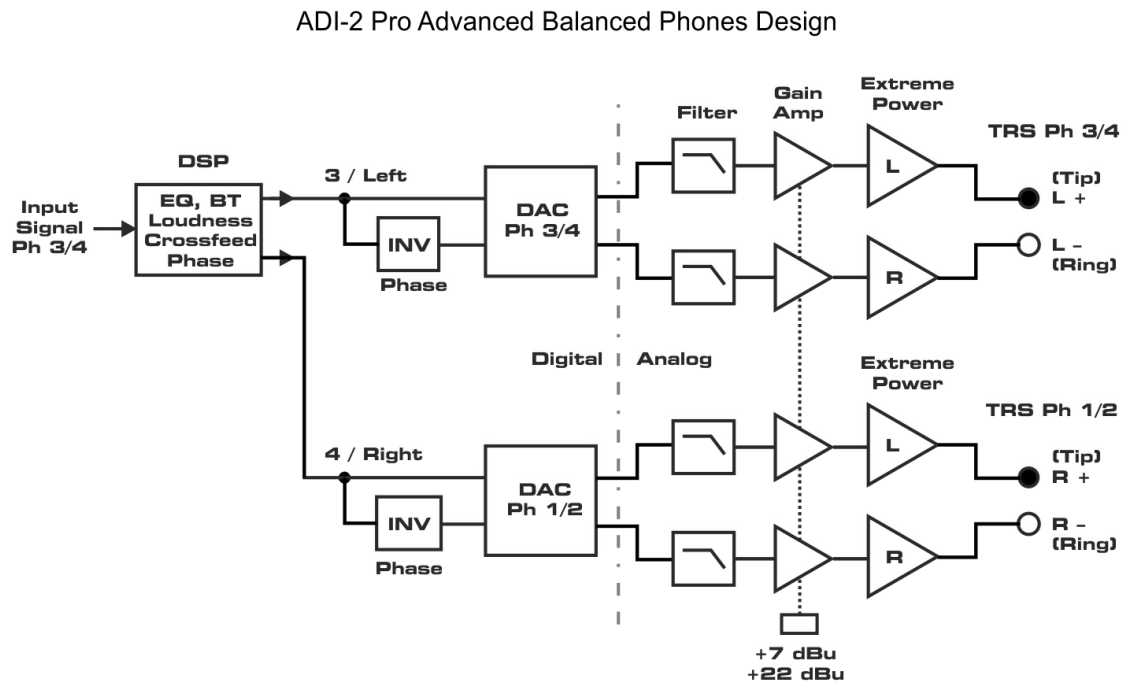 ADI-2 Pro Advanced Balanced Phones Design
Extreme
Power
Gain
Amp
Filter
TRS Ph 3/4
DSP
3 / Left
L
(Tip)
L +
Input
Signal
Ph 3/4
EQ, BT
Loudness
Crossfeed
Phase
DAC
Ph 3/4
INV
Phase
R
L –
(Ring)
Digital
Analog
Extreme
Power
TRS Ph 1/2
4 / Right
L
(Tip)
R +
DAC
Ph 1/2
INV
Phase
R
R –
(Ring)
+7 dBu
+22 dBu